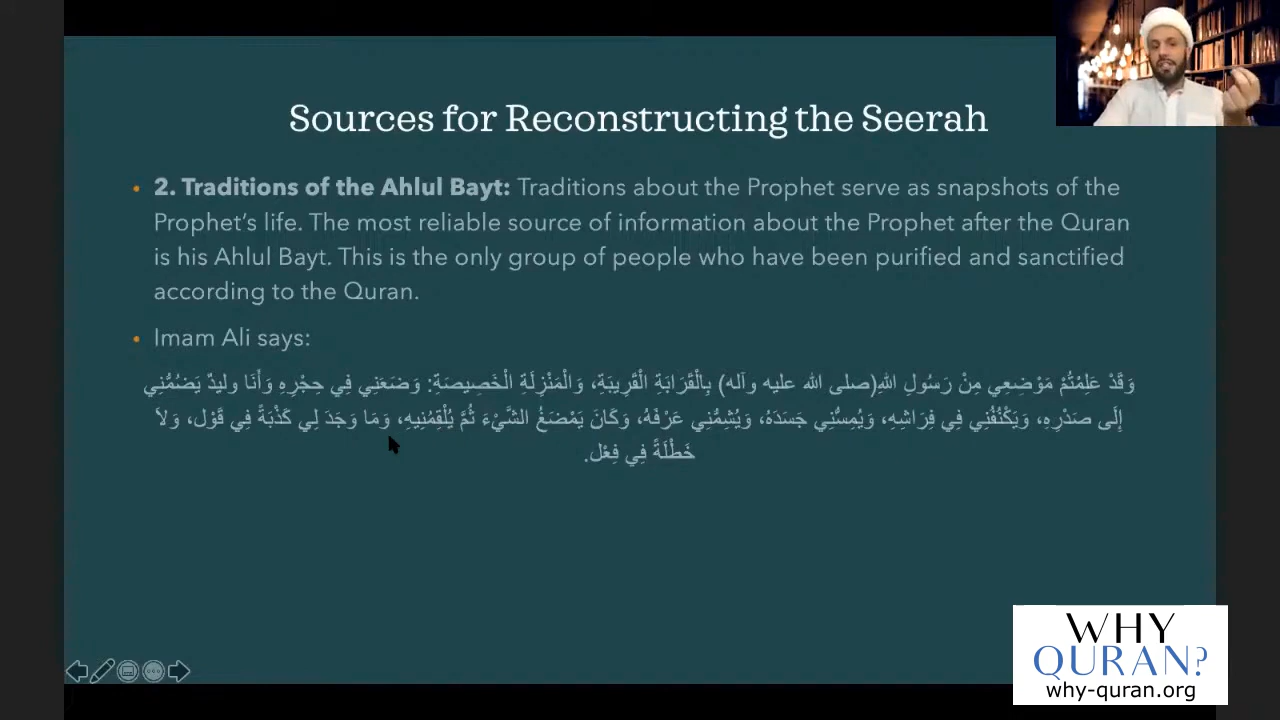 Sources for Reconstructing the Seerah
• 2. Traditions of the Ahlul Bayt: Traditions about the Prophet serve as snapshots of the
Prophet's life. The most reliable source of information about the Prophet after the Quran
is his Ahlul Bayt. This is the only group of people who have been purified and sanctified
according to the Quran.
• Imam Ali says:
وَقَدْ عَلِمْتُمْ مَوْضِعِي مِنْ رَسُولِ اللهِ(صلى الله عليه وآله) بِالْقَرَابَةِ الْقَرِيبَةِ، وَالْمَنْزِلَةِ الْخَصِيصَةِ: وَضَعَنِي فِي حِجْرِهِ وَأَنَا وليدٌ يَضُمُّنِي
إِلَى صَدْرِهِ، وَيَكْنُفُنِي فِي فِرَاشِهِ، وَيُمِسُّنِي جَسَدَهُ، وَيُشِمُّنِي عَرْفَهُ، وَكَانَ يَمْضَغُ الشَّيْءَ ثُمَّ يُلْقِمُنِيهِ، وَمَا وَجَدَ لِي كَذْبَةً فِي قَوْل، وَلاَ
خَطْلَةً فِي فِعْل.
WHY
QURAN?
why-quran.org